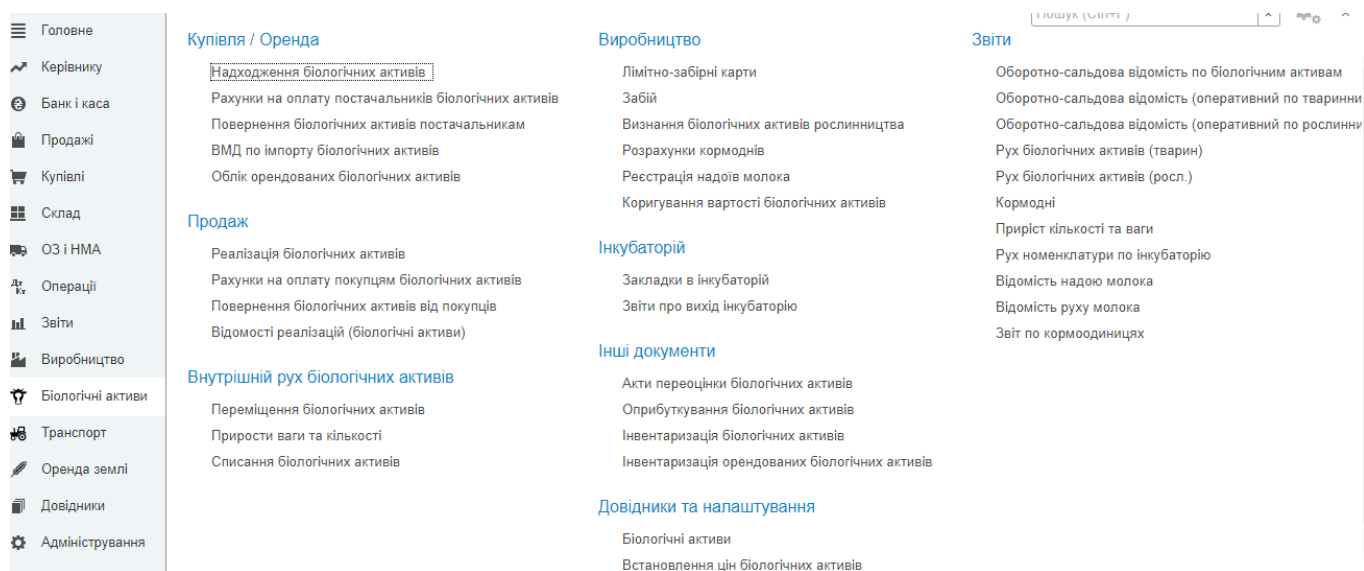 Пошук (Ctrl+F)
Головне
Керівнику
Банк і каса
Продажі
Купівлі
Склад
ОЗ і НМА
Операції
Звіти
Виробництво
Біологічні активи
Транспорт
Оренда землі
Довідники
Адміністрування
Купівля / Оренда
Надходження біологічних активів
Рахунки на оплату постачальників біологічних активів
Повернення біологічних активів постачальникам
ВМД по імпорту біологічних активів
Облік орендованих біологічних активів
Продаж
Реалізація біологічних активів
Рахунки на оплату покупцям біологічних активів
Повернення біологічних активів від покупців
Відомості реалізацій (біологічні активи)
Внутрішній рух біологічних активів
Переміщення біологічних активів
Прирости ваги та кількості
Списання біологічних активів
Виробництво
Лімітно-забірні карти
Забій
Визнання біологічних активів рослинництва
Розрахунки кормоднів
Реєстрація надоїв молока
Коригування вартості біологічних активів
Інкубаторій
Закладки в інкубаторій
Звіти про вихід інкубаторію
Інші документи
Акти переоцінки біологічних активів
Оприбуткування біологічних активів
Інвентаризація біологічних активів
Інвентаризація орендованих біологічних активів
Довідники та налаштування
Біологічні активи
Встановлення цін біологічних активів
Звіти
Оборотно-сальдова відомість по біологічним активам
Оборотно-сальдова відомість (оперативний по тваринни
Оборотно-сальдова відомість (оперативний по рослинни
Рух біологічних активів (тварин)
Рух біологічних активів (росл.)
Кормодні
Приріст кількості та ваги
Рух номенклатури по інкубаторію
Відомість надою молока
Відомість руху молока
Звіт по кормоодиницях